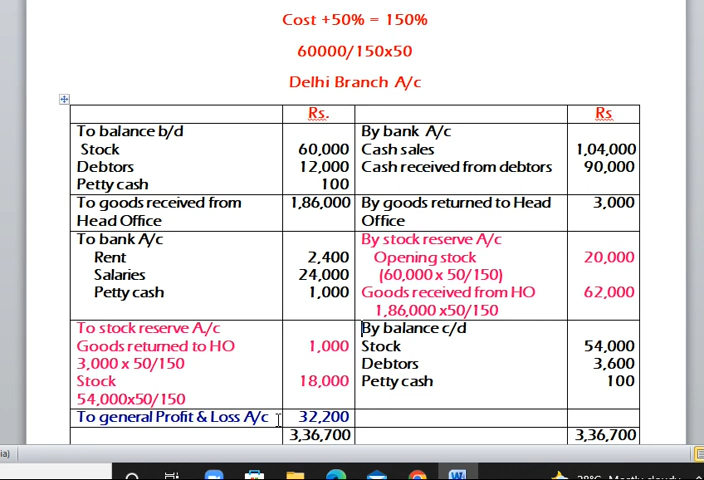 Cost +50% = 150%
60000/150x50
Delhi Branch A/c
Rs. Rs
To balance b/d By bank A/c
Stock 60,000 Cash sales 1,04,000
Debtors 12,000 Cash received from debtors 90,000
Petty cash 100
To goods received from 1,86,000 By goods returned to Head 3,000
Head Office Office
To bank A/c By stock reserve A/c
Rent 2,400 Opening stock 20,000
Salaries 24,000 (60,000 x 50/150)
Petty cash 1,000 Goods received from HO 62,000
1,86,000 x50/150
To stock reserve A./c By balance c/d
Goods returned to HO 1,000 Stock 54,000
3,000 x 50/150 Debtors 3,600
Stock 18,000 Petty cash 100
54,000x50/150
To general Profit & Loss A/c 32,200
3,36,700 3,36,700
ia)